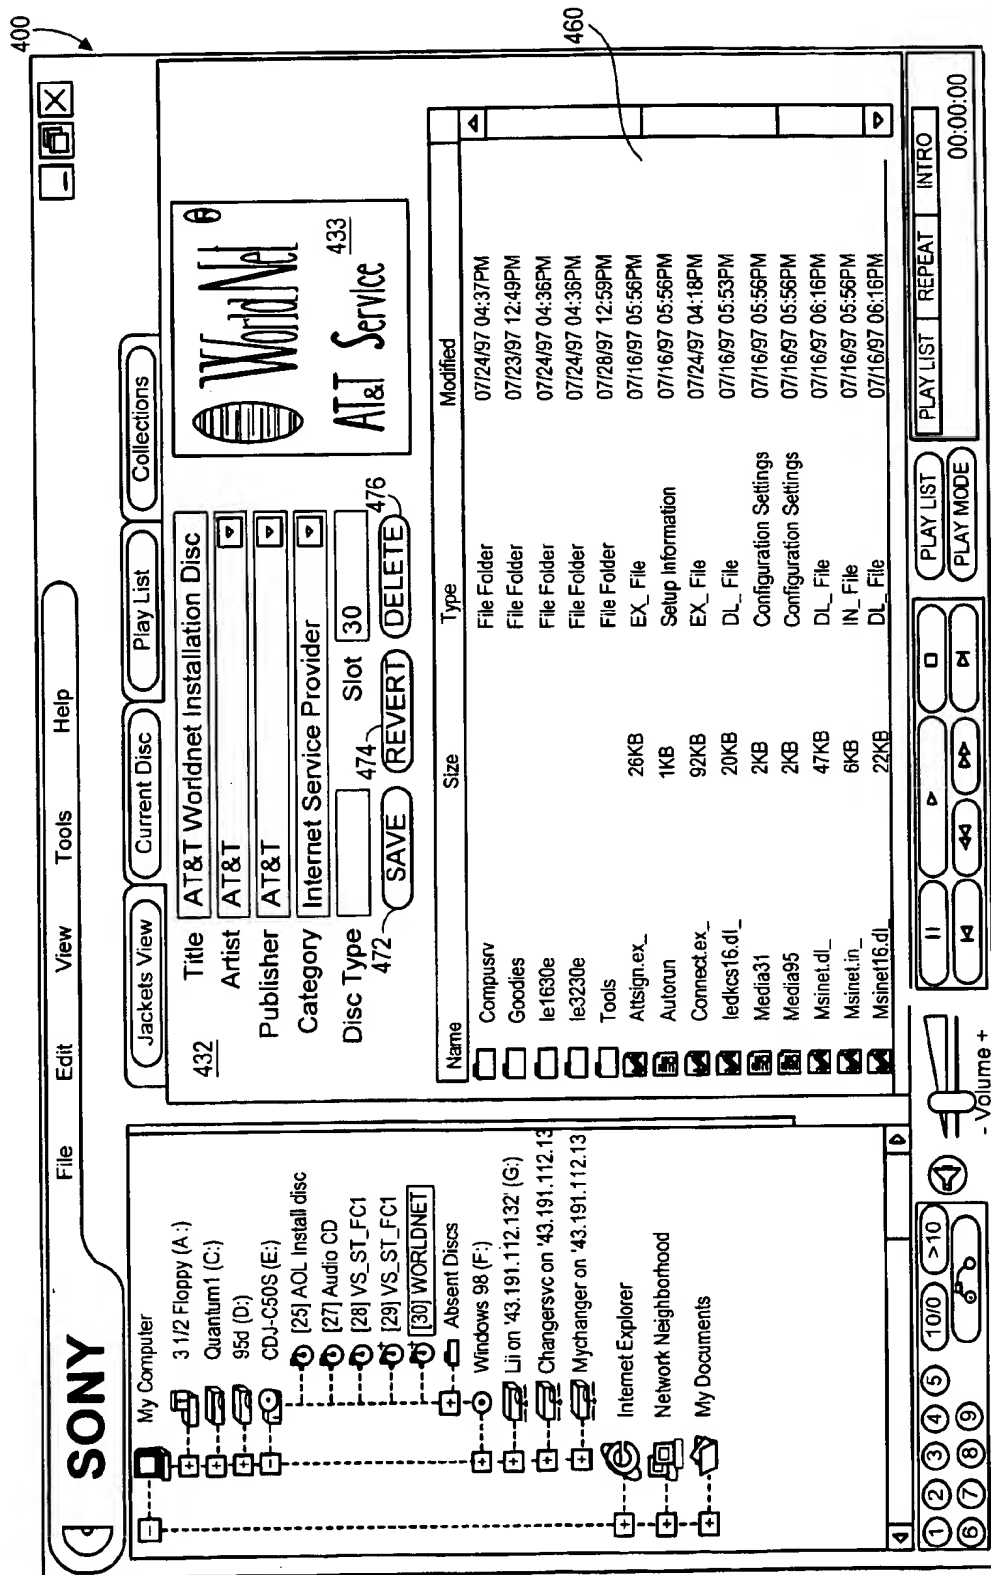 400
SONY
File Edit View Tools Help
Jackets View Current Disc Play List Collections
My Computer
3 1/2 Floppy (A:)
Quantum1 (C:)
95d (D:)
CDJ-C50S (E:)
[25] AOL Install disc
[27] Audio CD
[28] VS_ST_FC1
[29] VS_ST_FC1
[30] WORLDNET
Absent Discs
Windows 98 (F:)
Lii on '43.191.112.132' (G:)
Changersvc on '43.191.112.13
Mychanger on '43.191.112.13
Internet Explorer
Network Neighborhood
My Documents
432
Title AT&T Worldnet Installation Disc
Artist AT&T
Publisher AT&T
Category Internet Service Provider
Disc Type Slot 30
472 SAVE 474 REVERT DELETE 476
WorldNet
AT&T Service
433
460
Name Size Type Modified
Compusrv File Folder 07/24/97 04:37PM
Goodies File Folder 07/23/97 12:49PM
Ie1630e File Folder 07/24/97 04:36PM
Ie3230e File Folder 07/24/97 04:36PM
Tools File Folder 07/28/97 12:59PM
Attsign.ex_ 26KB EX_File 07/16/97 05:56PM
Autorun 1KB Setup Information 07/16/97 05:56PM
Connect.ex_ 92KB EX_File 07/24/97 04:18PM
Iedkcs16.dl_ 20KB DL_File 07/16/97 05:53PM
Media31 2KB Configuration Settings 07/16/97 05:56PM
Media95 2KB Configuration Settings 07/16/97 05:56PM
Msinet.dl_ 47KB DL_File 07/16/97 06:16PM
Msinet.in_ 6KB IN_File 07/16/97 05:56PM
Msinet16.dl_ 22KB DL_File 07/16/97 06:16PM
1 2 3 4 5 10/0 >10
6 7 8 9
- Volume +
PLAY LIST
PLAY MODE
PLAY LIST REPEAT INTRO
00:00:00